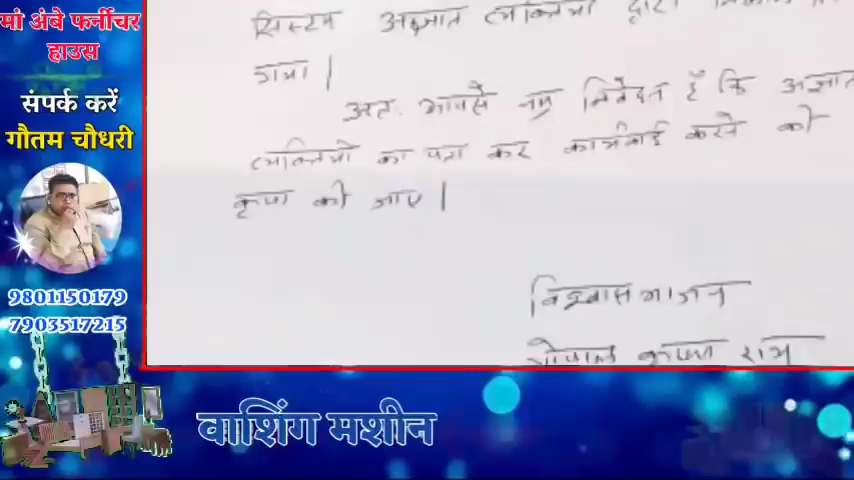 मां अंबे फर्नीचर
हाउस
संपर्क करें
गौतम चौधरी
9801150179
7903517215
सिस्टम अज्ञात व्यक्तियों द्वारा
गया।
अतः आपसे नम्र निवेदन है कि अज्ञात
व्यक्तियों का पता कर कार्रवाई करने की
कृपा की जाए।
विश्वासभाजन
गोपाल कृष्ण राम
वाशिंग मशीन